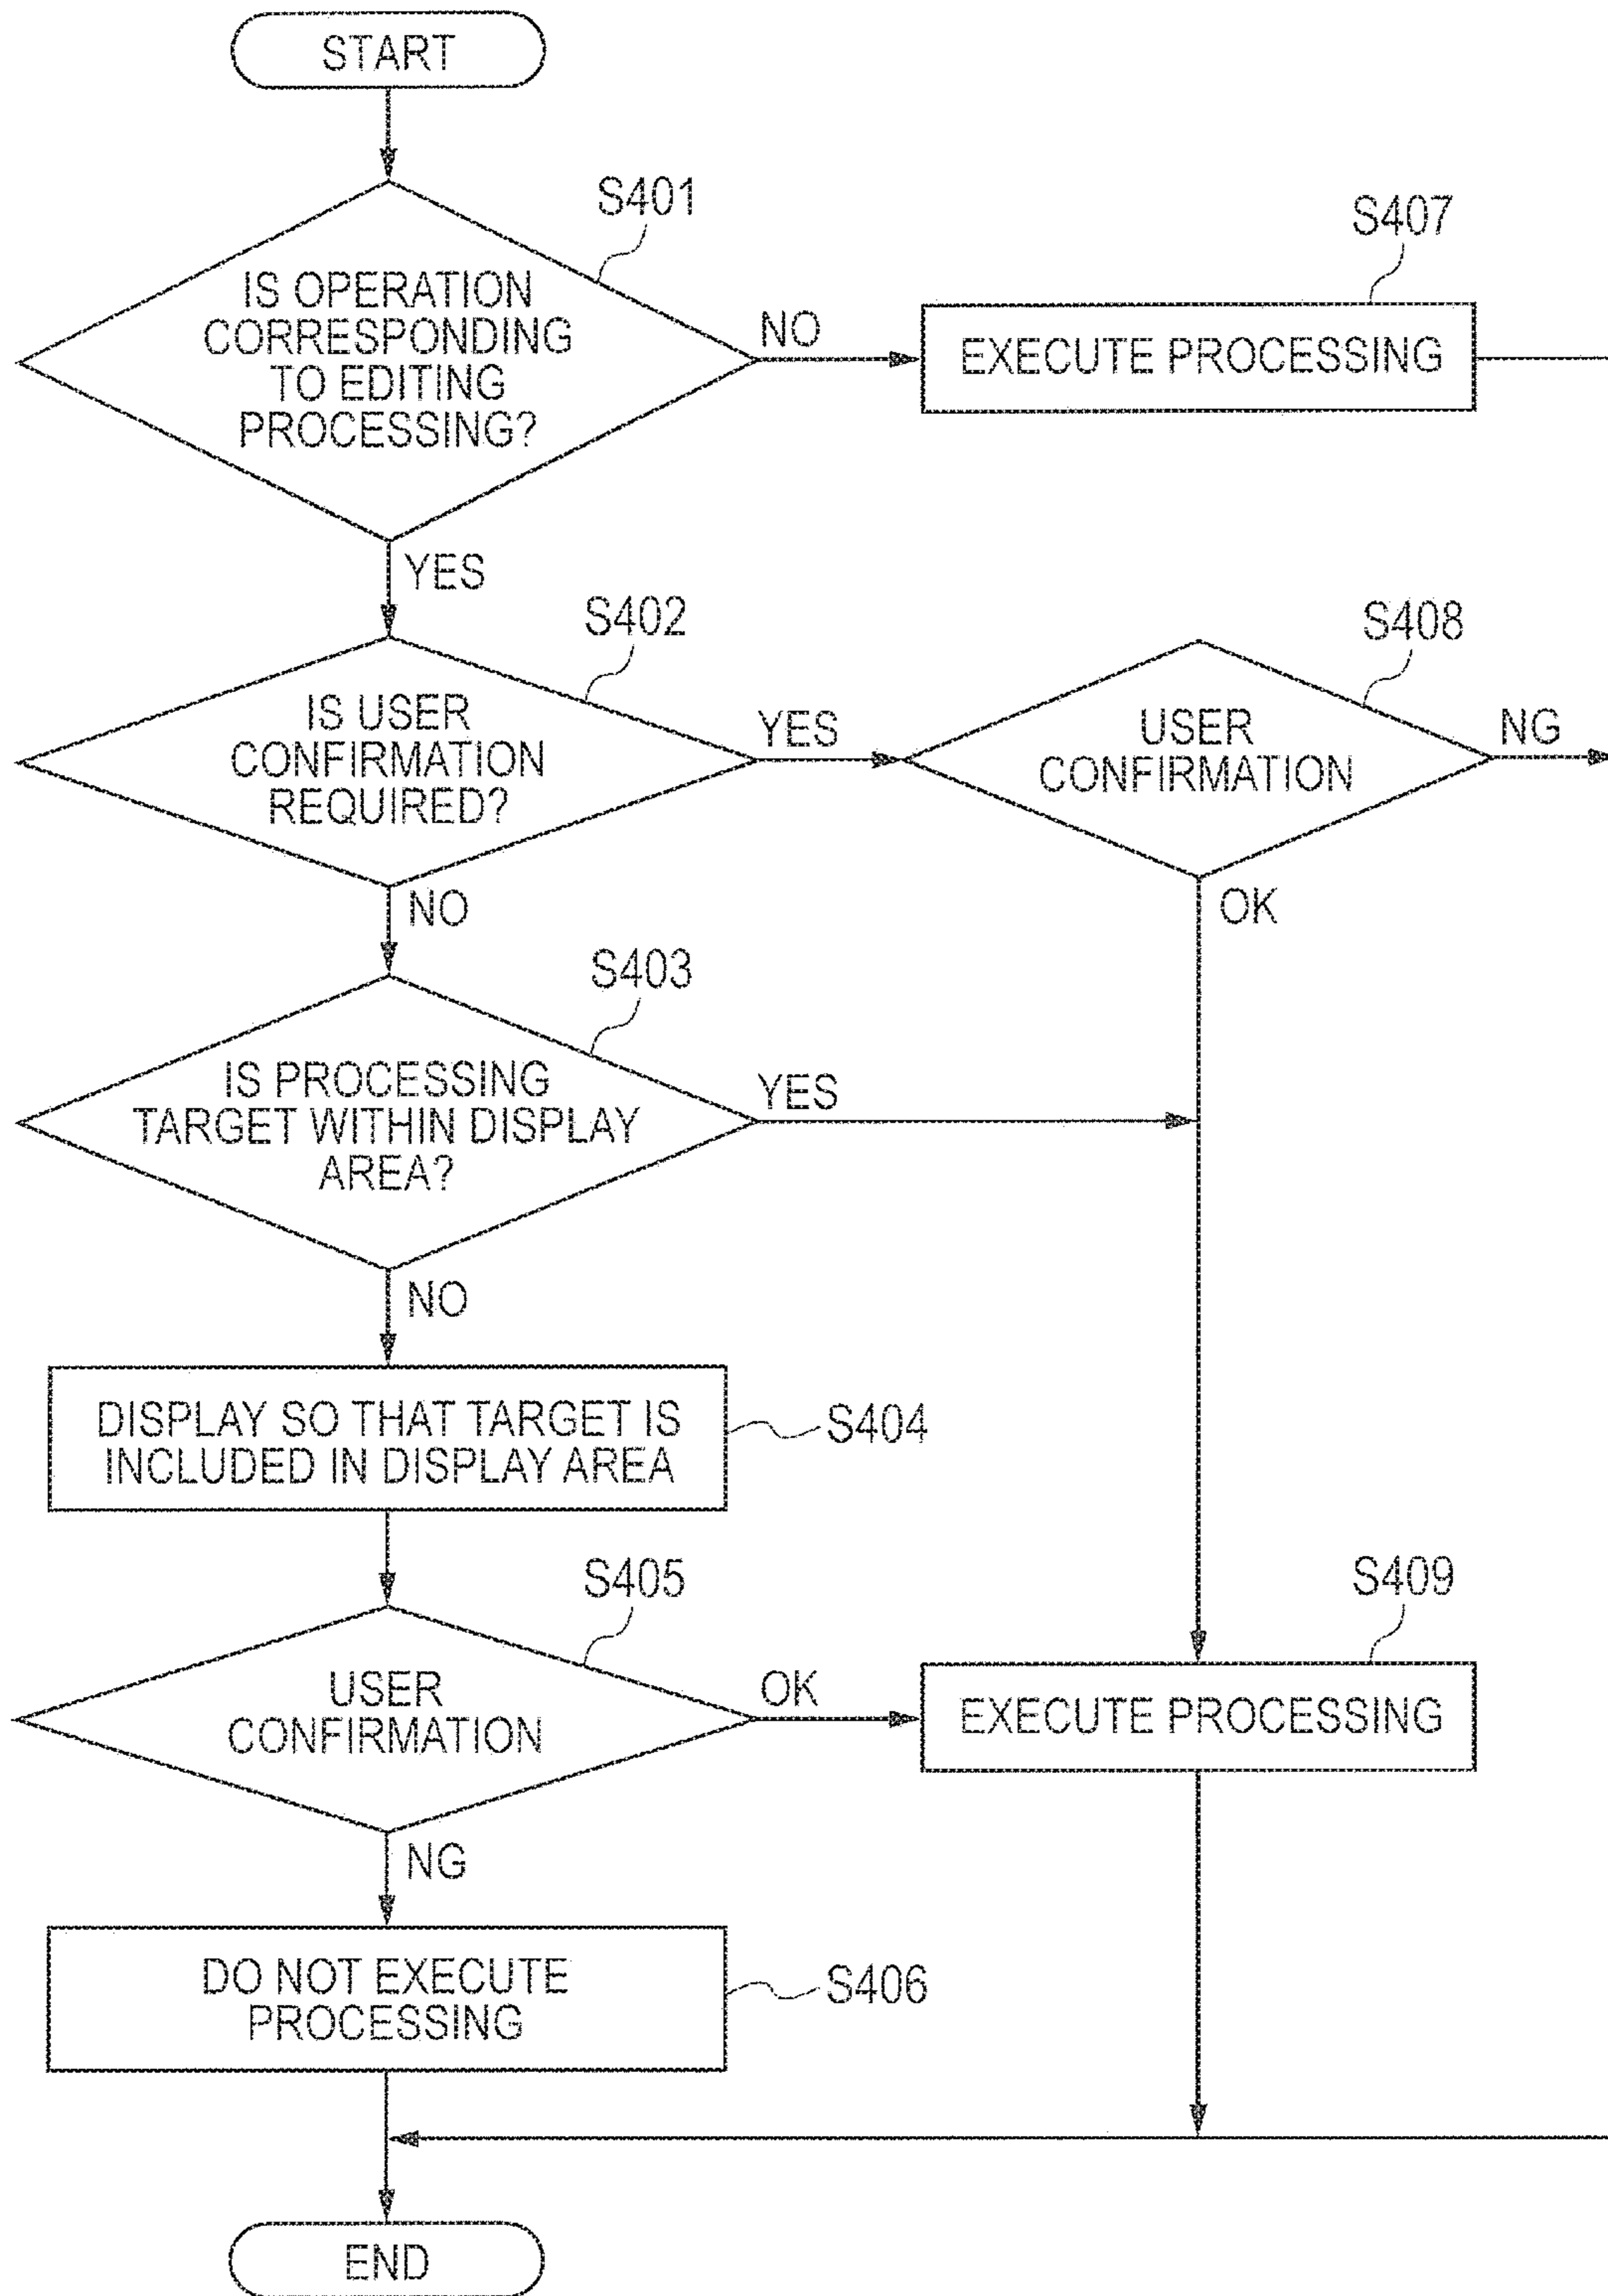 START
S401
IS OPERATION
CORRESPONDING
TO EDITING
PROCESSING?
NO
S407
EXECUTE PROCESSING
YES
S402
IS USER
CONFIRMATION
REQUIRED?
YES
S408
USER
CONFIRMATION
NG
OK
NO
S403
IS PROCESSING
TARGET WITHIN DISPLAY
AREA?
YES
NO
DISPLAY SO THAT TARGET IS
INCLUDED IN DISPLAY AREA
S404
S405
USER
CONFIRMATION
OK
S409
EXECUTE PROCESSING
NG
DO NOT EXECUTE
PROCESSING
S406
END